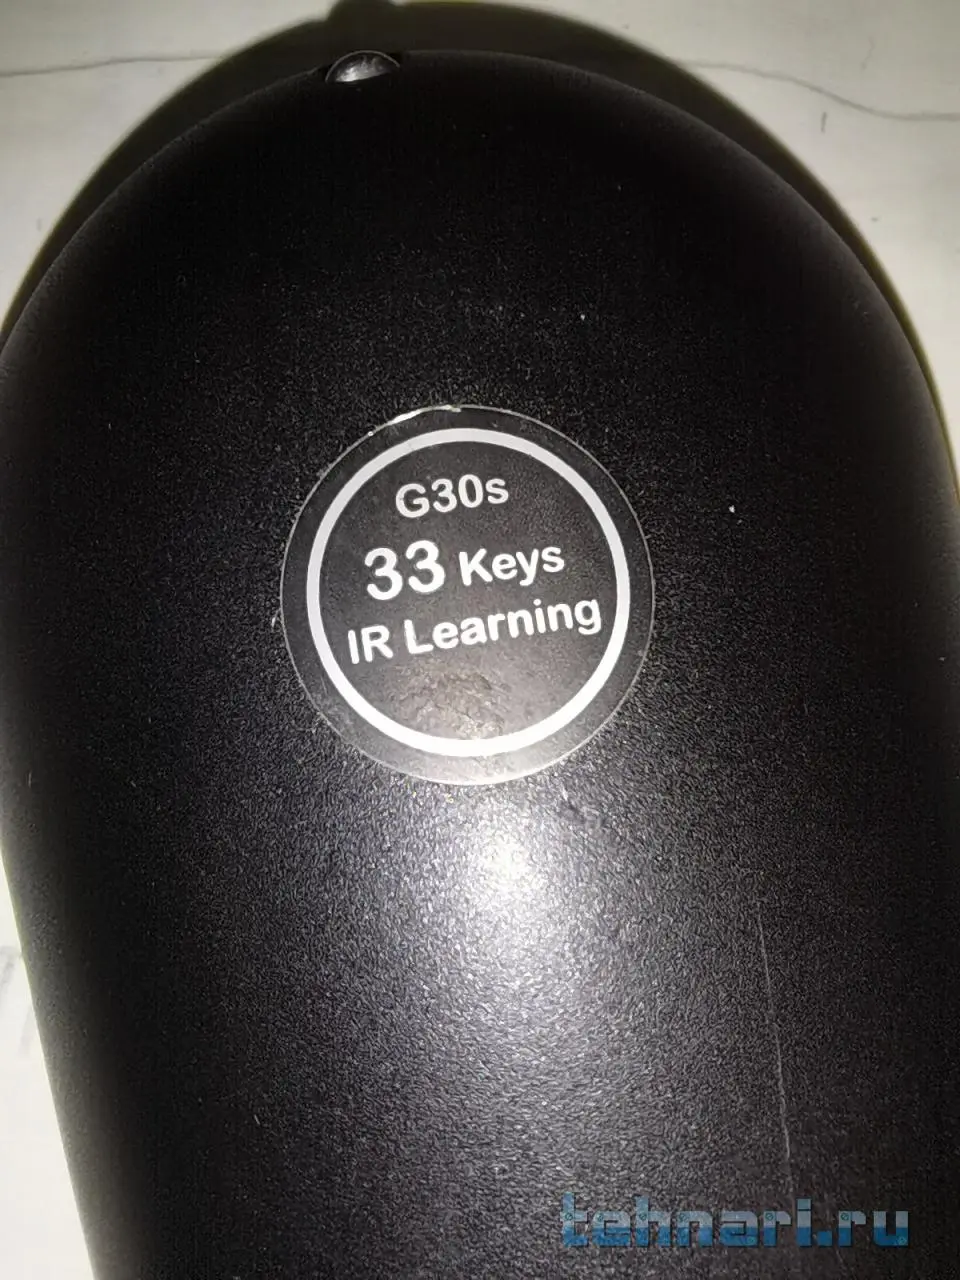 G30s
33 Keys
IR Learning
tehnari.ru